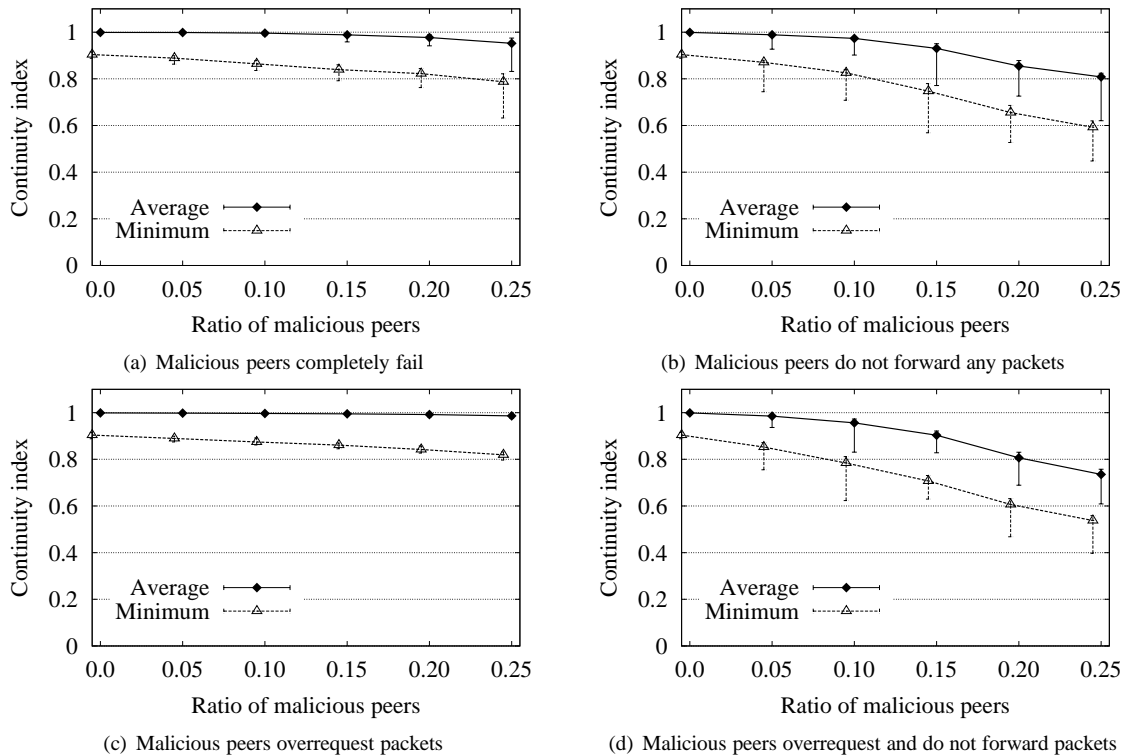 1
0.8
0.6
0.4
0.2
0
Continuity index
Average
Minimum
0.0 0.05 0.10 0.15 0.20 0.25
Ratio of malicious peers
(a) Malicious peers completely fail
1
0.8
0.6
0.4
0.2
0
Continuity index
Average
Minimum
0.0 0.05 0.10 0.15 0.20 0.25
Ratio of malicious peers
(b) Malicious peers do not forward any packets
1
0.8
0.6
0.4
0.2
0
Continuity index
Average
Minimum
0.0 0.05 0.10 0.15 0.20 0.25
Ratio of malicious peers
(c) Malicious peers overrequest packets
1
0.8
0.6
0.4
0.2
0
Continuity index
Average
Minimum
0.0 0.05 0.10 0.15 0.20 0.25
Ratio of malicious peers
(d) Malicious peers overrequest and do not forward packets